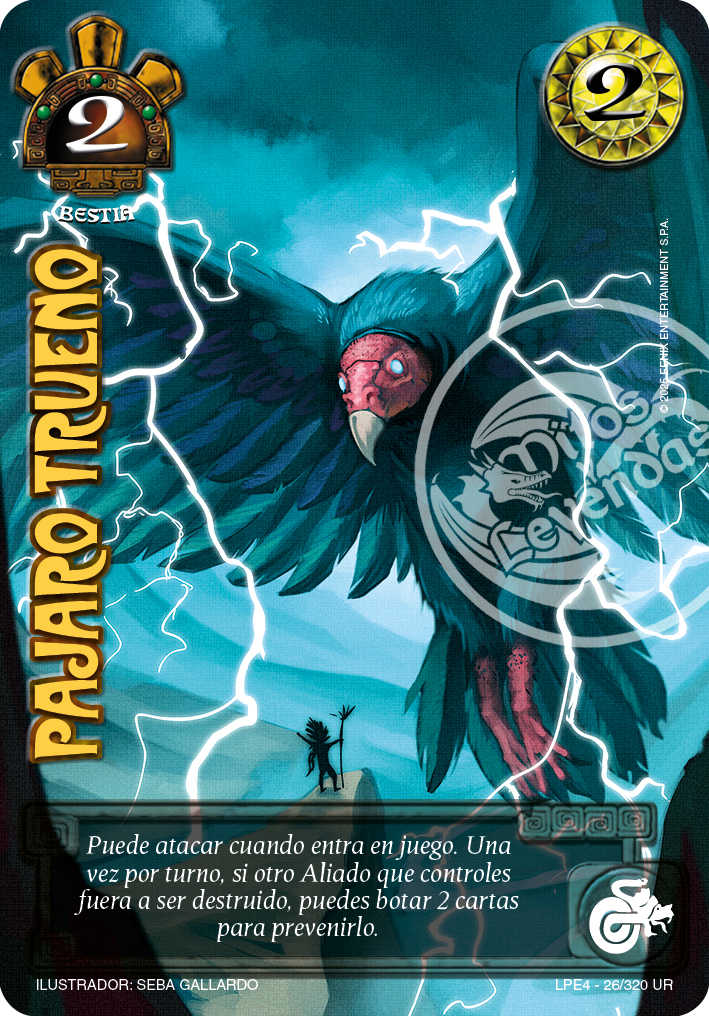 2
2
BESTIA
PAJARO TRUENO
© 2025 FENIX ENTERTAINMENT S.P.A.
Mitos y
Leyendas
Puede atacar cuando entra en juego. Una
vez por turno, si otro Aliado que controles
fuera a ser destruido, puedes botar 2 cartas
para prevenirlo.
ILUSTRADOR: SEBA GALLARDO
LPE4 - 26/320 UR